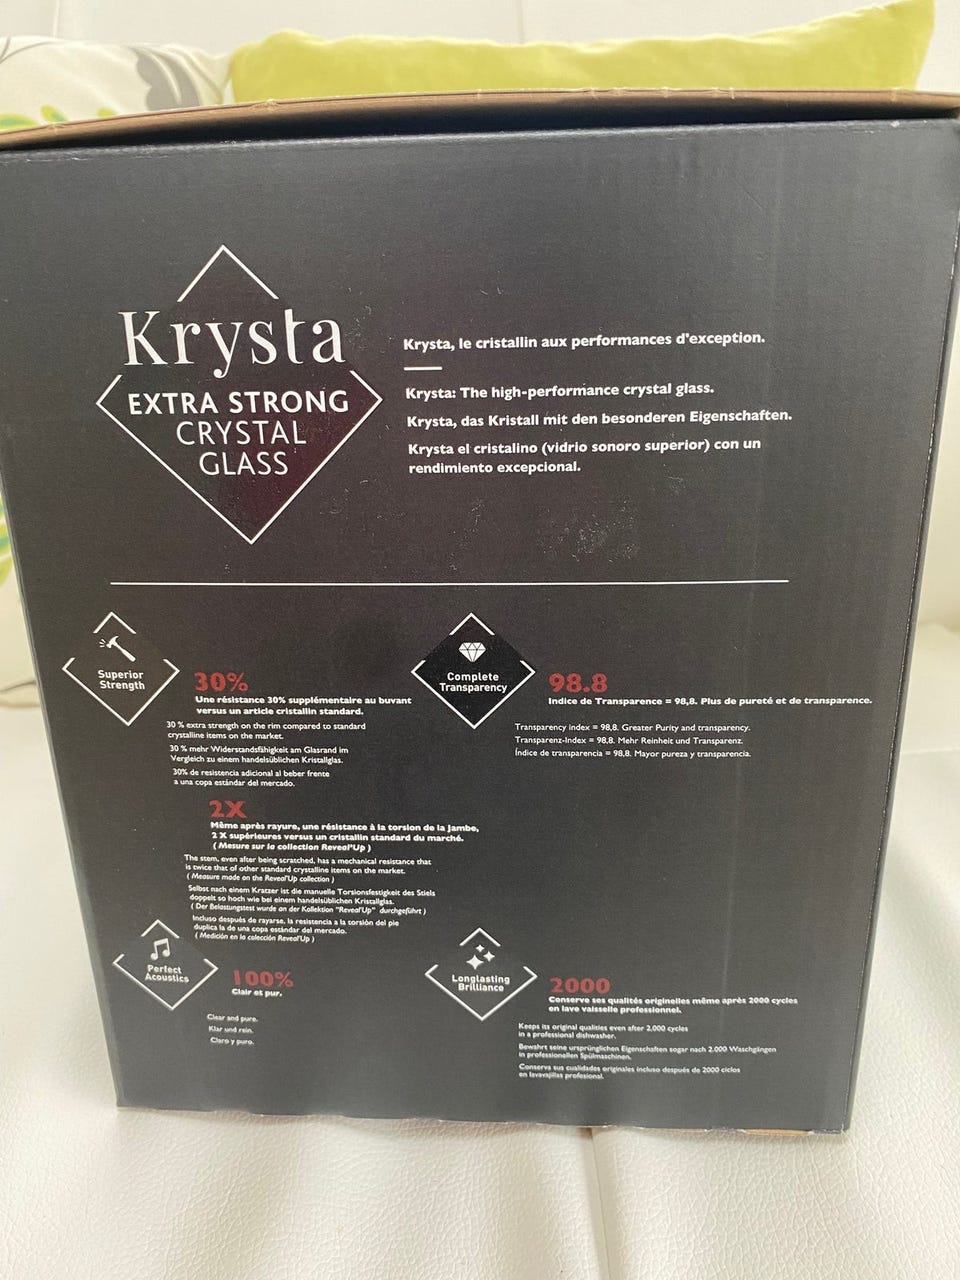 Krysta
EXTRA STRONG
CRYSTAL
GLASS
Krysta, le cristallin aux performances d'exception.
Krysta: The high-performance crystal glass.
Krysta, das Kristall mit den besonderen Eigenschaften.
Krysta el cristalino (vidrio sonoro superior) con un
rendimiento excepcional.
Superior
Strength
30%
Une résistance 30% supplémentaire au buvant
versus un article cristallin standard.
30 % extra strength on the rim compared to standard
crystalline items on the market.
30 % mehr Widerstandsfähigkeit am Glasrand im
Vergleich zu einem handelsüblichen Kristallglas.
30% de resistencia adicional al beber frente
a una copa estándar del mercado.
2X
Même après rayure, une résistance à la torsion de la Jambe,
2 X supérieures versus un cristallin standard du marché.
( Mesure sur la collection Reveal'Up )
The stem, even after being scratched, has a mechanical resistance that
is twice that of other standard crystalline items on the market.
( Measure made on the Reveal'Up collection )
Selbst nach einem Kratzer ist die manuelle Torsionsfestigkeit des Stiels
doppelt so hoch wie bei einem handelsüblichen Kristallglas.
( Der Belastungstest wurde an der Kollektion "Reveal'Up" durchgeführt )
Incluso después de rayarse, la resistencia a la torsión del pie
duplica la de una copa estándar del mercado.
( Medición en la colección Reveal'Up )
Complete
Transparency
98.8
Indice de Transparence = 98,8. Plus de pureté et de transparence.
Transparency index = 98,8. Greater Purity and transparency.
Transparenz-Index = 98,8. Mehr Reinheit und Transparenz.
Índice de transparencia = 98,8. Mayor pureza y transparencia.
Perfect
Acoustics
100%
Clair et pur.
Clear and pure.
Klar und rein.
Claro y puro.
Longlasting
Brilliance
2000
Conserve ses qualités originelles même après 2000 cycles
en lave vaisselle professionnel.
Keeps its original qualities even after 2,000 cycles
in a professional dishwasher.
Bewahrt seine ursprünglichen Eigenschaften sogar nach 2.000 Waschgängen
in professionellen Spülmaschinen.
Conserva sus cualidades originales incluso después de 2000 ciclos
en lavavajillas profesional.